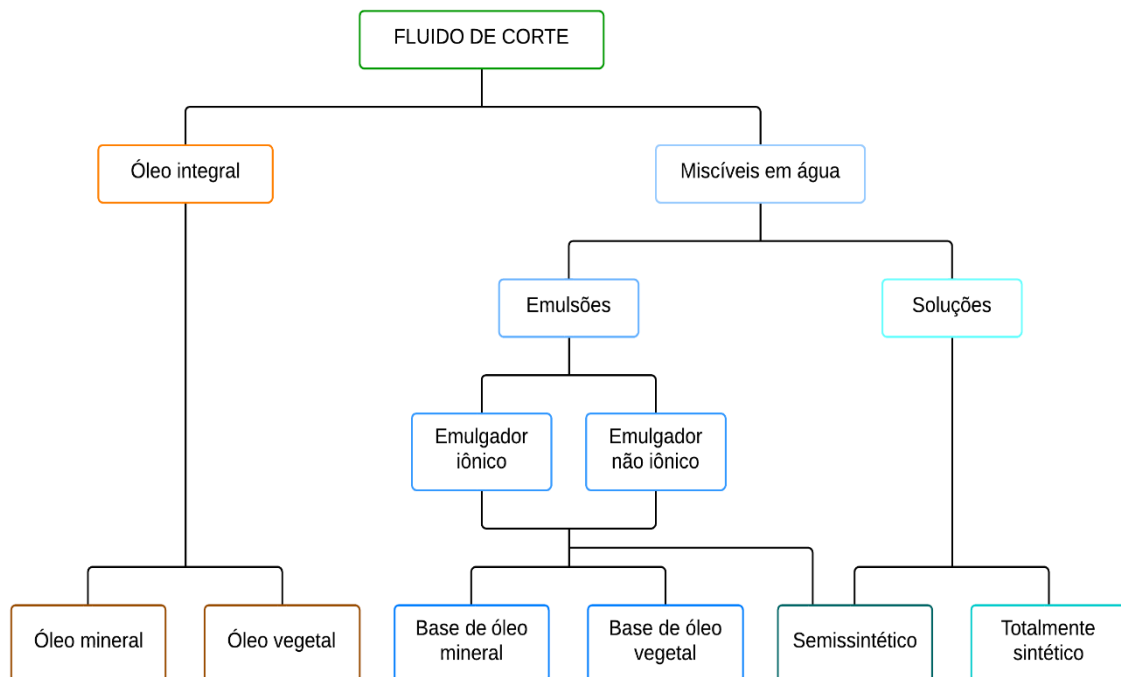 FLUIDO DE CORTE
Óleo integral
Miscíveis em água
Emulsões
Soluções
Emulgador
iônico
Emulgador
não iônico
Óleo mineral
Óleo vegetal
Base de óleo
mineral
Base de óleo
vegetal
Semissintético
Totalmente
sintético